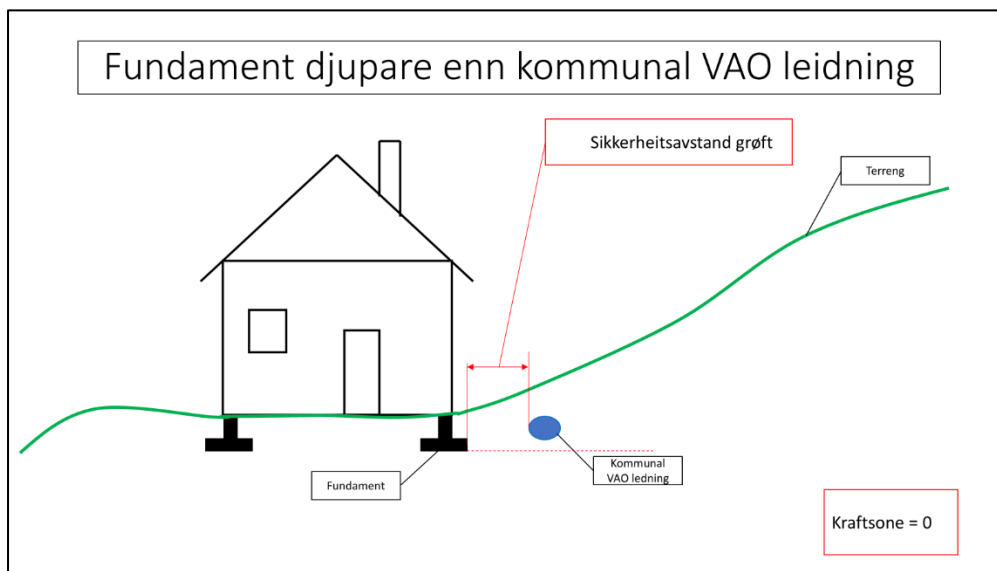 Fundament djupare enn kommunal VAO leidning
Sikkerheitsavstand grøft
Terreng
Kommunal
VAO ledning
Fundament
Kraftsone = 0